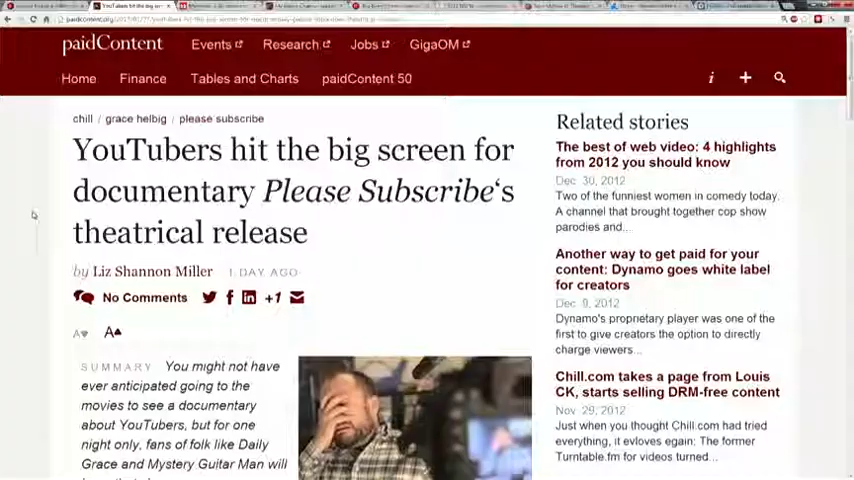 paidContent
Events
Research
Jobs
GigaOM
Home
Finance
Tables and Charts
paidContent 50
chill / grace helbig / please subscribe
YouTubers hit the big screen for
documentary Please Subscribe‘s
theatrical release
by Liz Shannon Miller 1 DAY AGO
No Comments
+1
A
A
SUMMARY You might not have
ever anticipated going to the
movies to see a documentary
about YouTubers, but for one
night only, fans of folk like Daily
Grace and Mystery Guitar Man will
Related stories
The best of web video: 4 highlights
from 2012 you should know
Dec 30, 2012
Two of the funniest women in comedy today.
A channel that brought together cop show
parodies and...
Another way to get paid for your
content: Dynamo goes white label
for creators
Dec 9, 2012
Dynamo's proprietary player was one of the
first to give creators the option to directly
charge viewers...
Chill.com takes a page from Louis
CK, starts selling DRM-free content
Nov 29, 2012
Just when you thought Chill.com had tried
everything, it evloves egain: The former
Turntable.fm for videos turned...